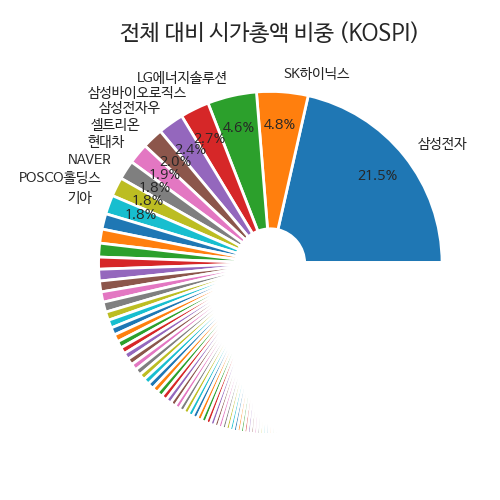 전체 대비 시가총액 비중 (KOSPI)
삼성전자
SK하이닉스
LG에너지솔루션
삼성바이오로직스
삼성전자우
셀트리온
현대차
NAVER
POSCO홀딩스
기아
21.5%
4.8%
4.6%
2.7%
2.4%
2.0%
1.9%
1.8%
1.8%
1.8%